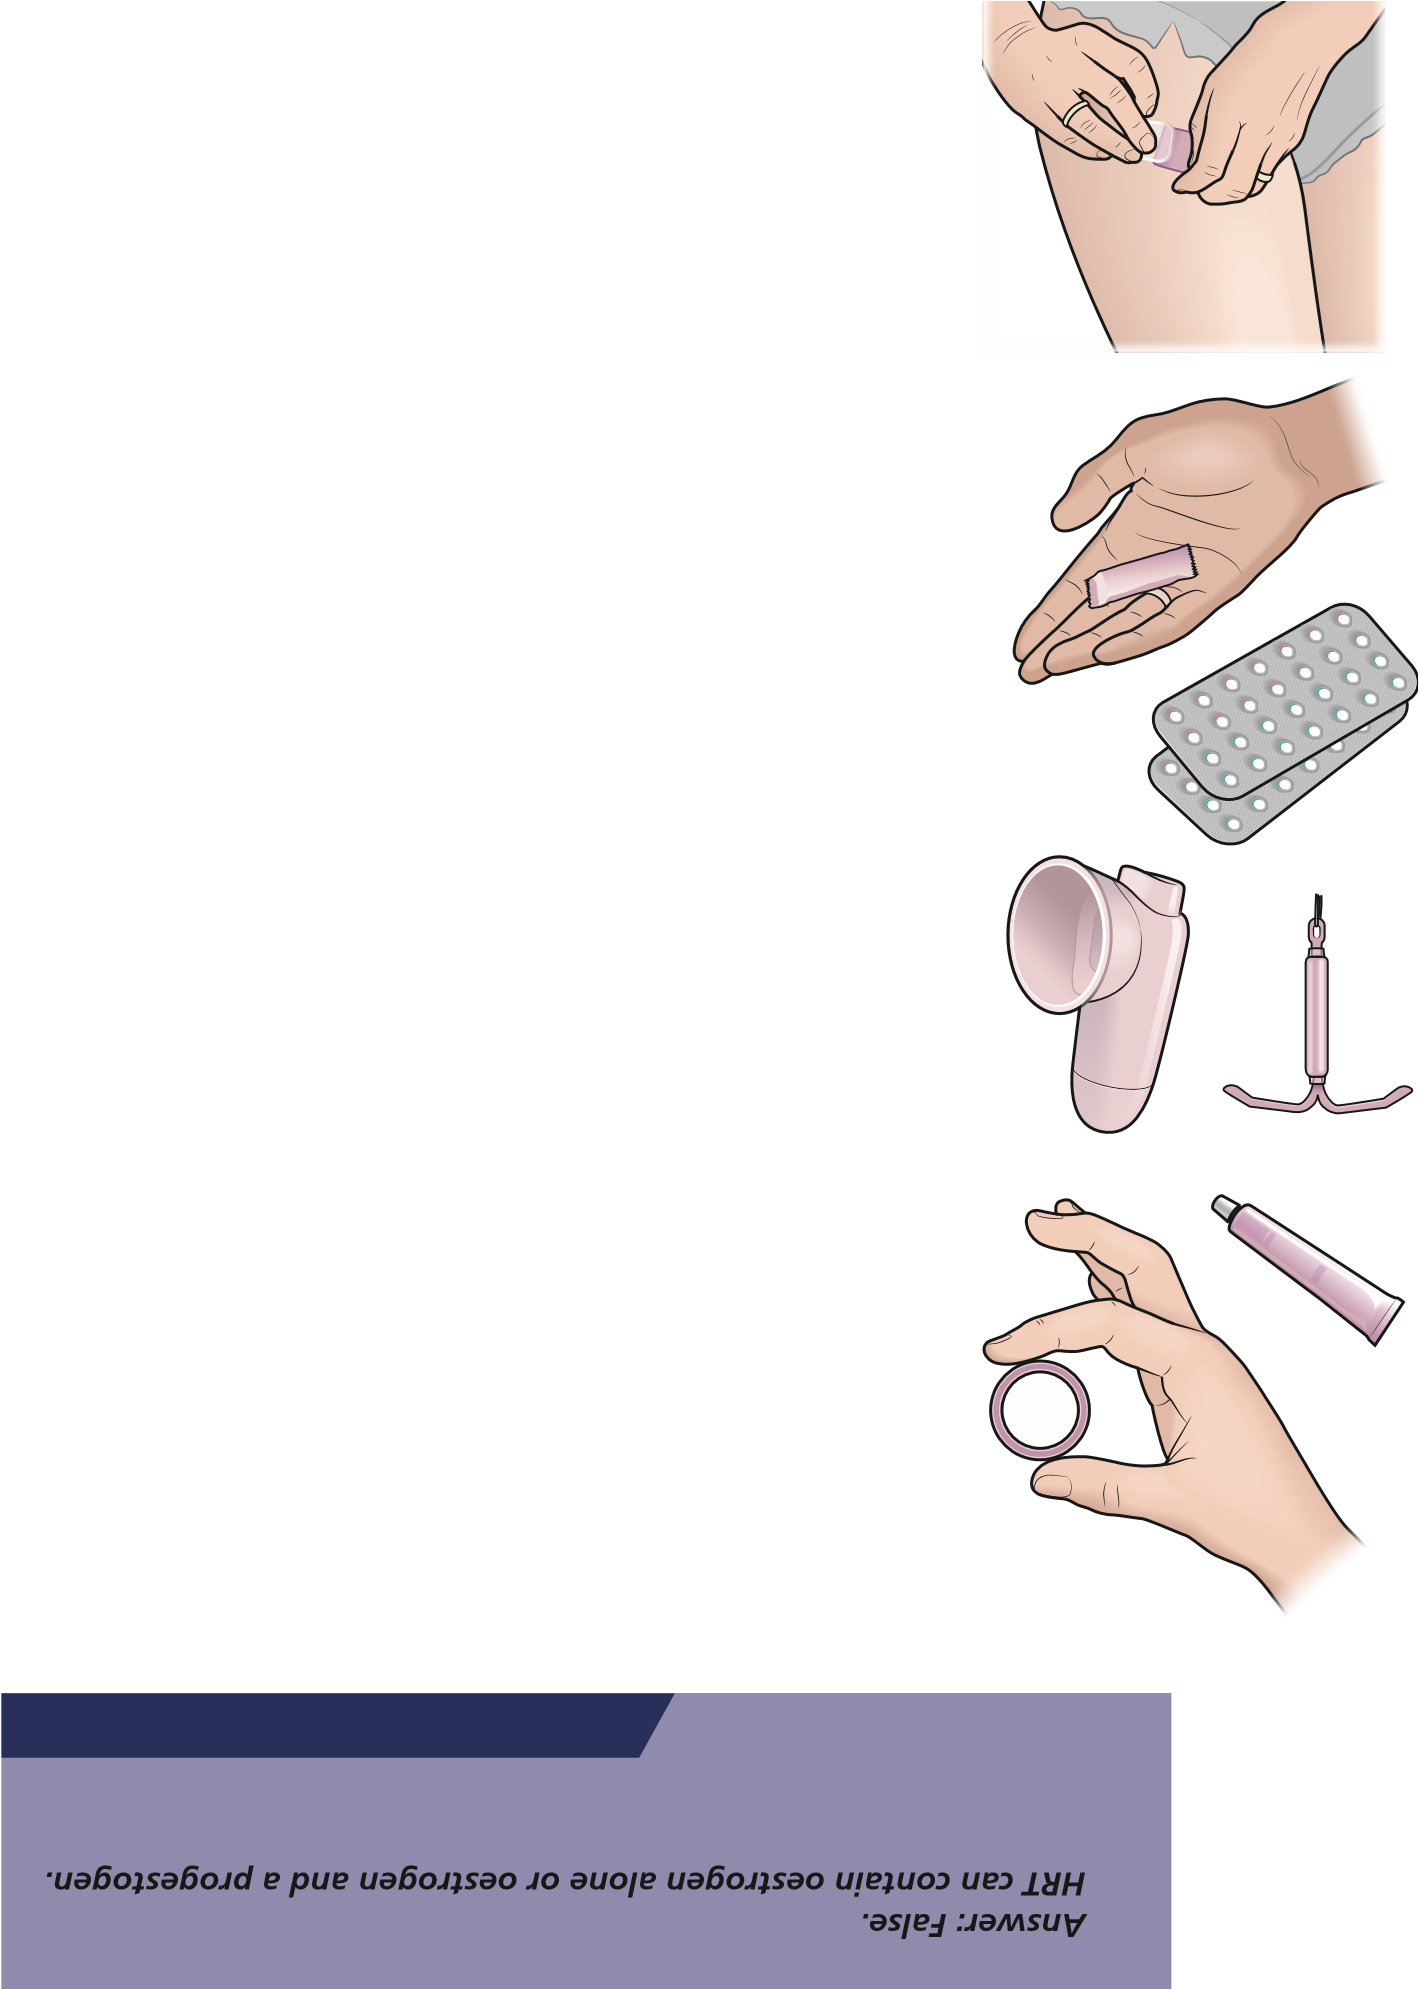 Answer: False.
HRT can contain oestrogen alone or oestrogen and a progestogen.